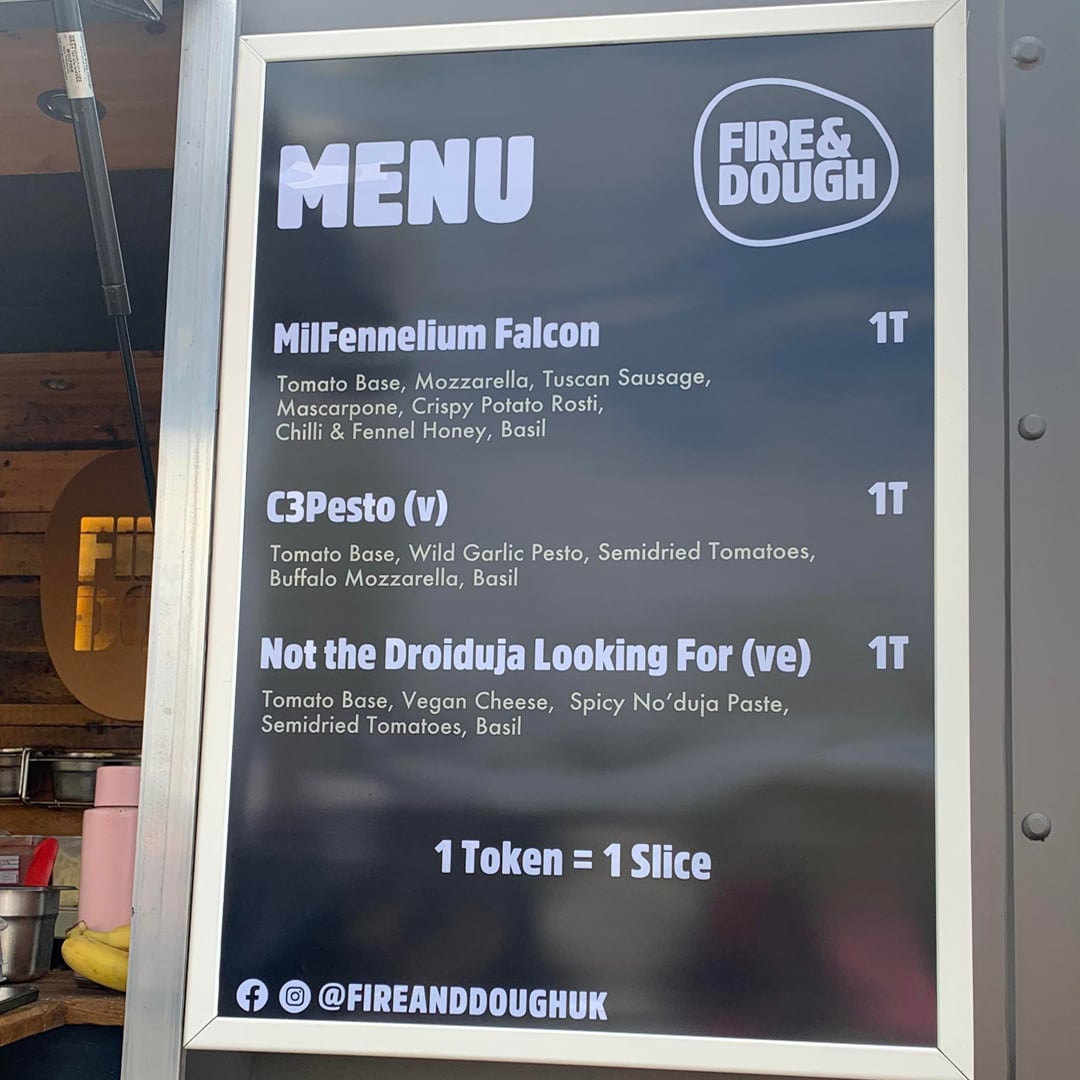 MENU
FIRE&
DOUGH
MilFennelium Falcon 1T
Tomato Base, Mozzarella, Tuscan Sausage,
Mascarpone, Crispy Potato Rosti,
Chilli & Fennel Honey, Basil
C3Pesto (v) 1T
Tomato Base, Wild Garlic Pesto, Semidried Tomatoes,
Buffalo Mozzarella, Basil
Not the Droiduja Looking For (ve) 1T
Tomato Base, Vegan Cheese, Spicy No’duja Paste,
Semidried Tomatoes, Basil
1 Token = 1 Slice
@FIREANDDOUGHUK